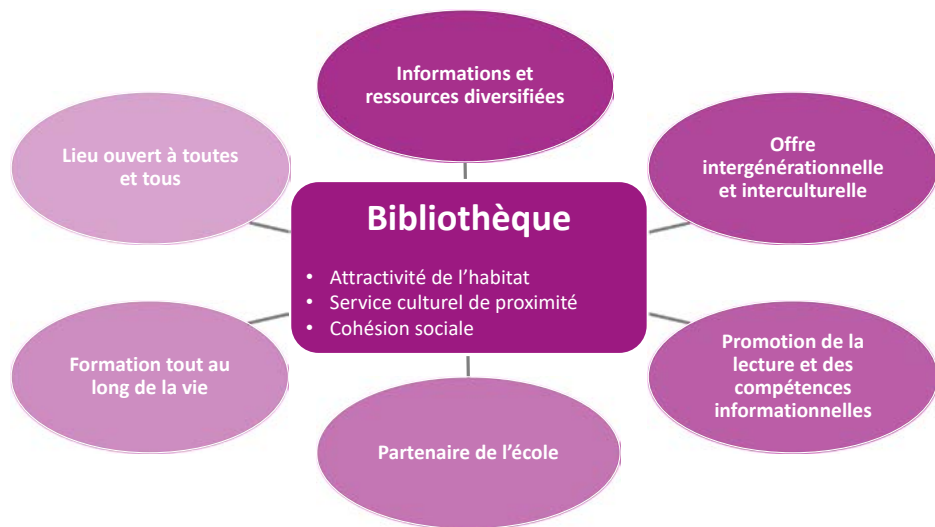 Informations et
ressources diversifiées
Lieu ouvert à toutes
et tous
Offre
intergénérationnelle
et interculturelle
Bibliothèque
• Attractivité de l’habitat
• Service culturel de proximité
• Cohésion sociale
Formation tout au
long de la vie
Promotion de la
lecture et des
compétences
informationnelles
Partenaire de l’école